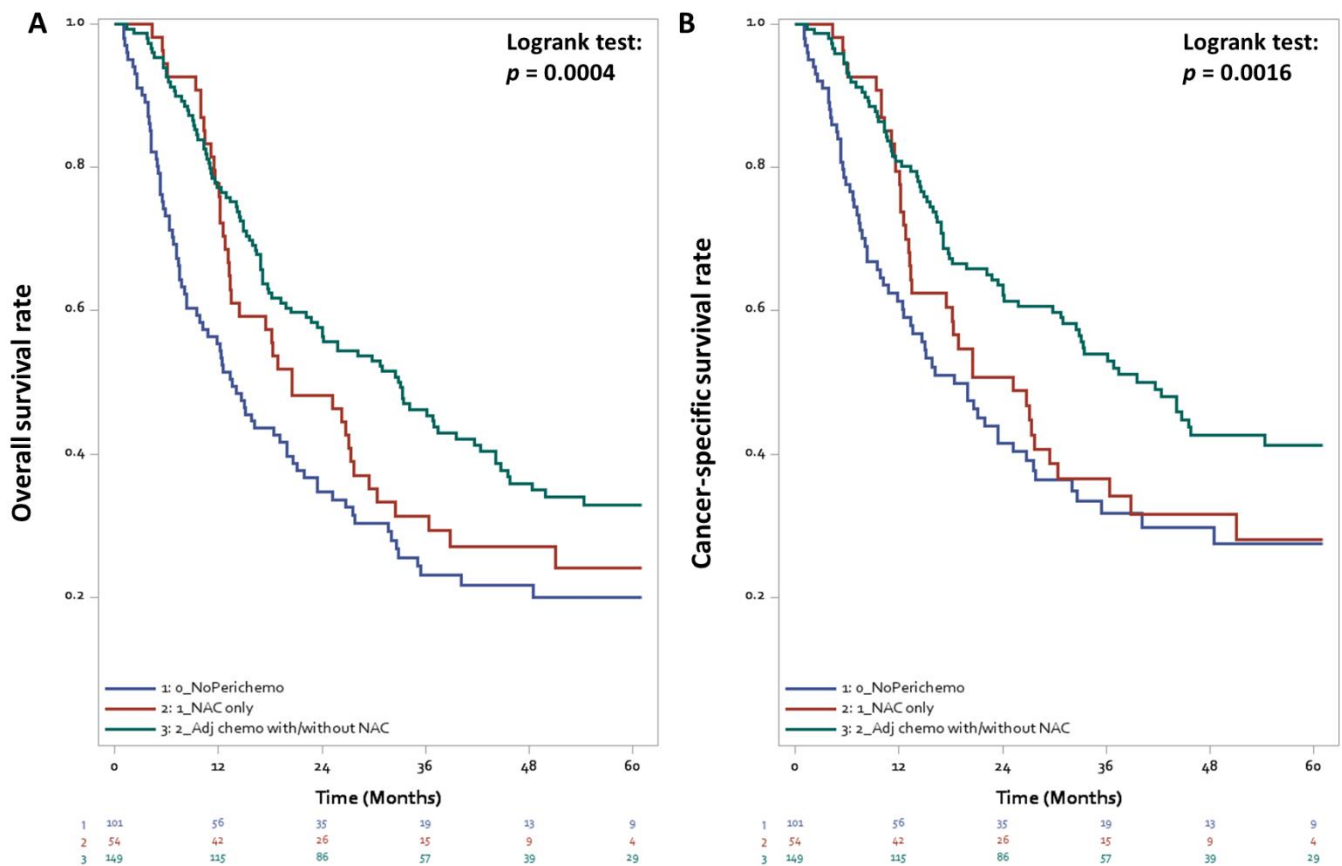 A
Logrank test:
p = 0.0004
Overall survival rate
1.0
0.8
0.6
0.4
0.2
1: 0_NoPerichemo
2: 1_NAC only
3: 2_Adj chemo with/without NAC
0 12 24 36 48 60
Time (Months)
1 101 56 35 19 13 9
2 54 42 26 15 9 4
3 149 115 86 57 39 29
B
Logrank test:
p = 0.0016
Cancer-specific survival rate
1.0
0.8
0.6
0.4
0.2
1: 0_NoPerichemo
2: 1_NAC only
3: 2_Adj chemo with/without NAC
0 12 24 36 48 60
Time (Months)
1 101 56 35 19 13 9
2 54 42 26 15 9 4
3 149 115 86 57 39 29